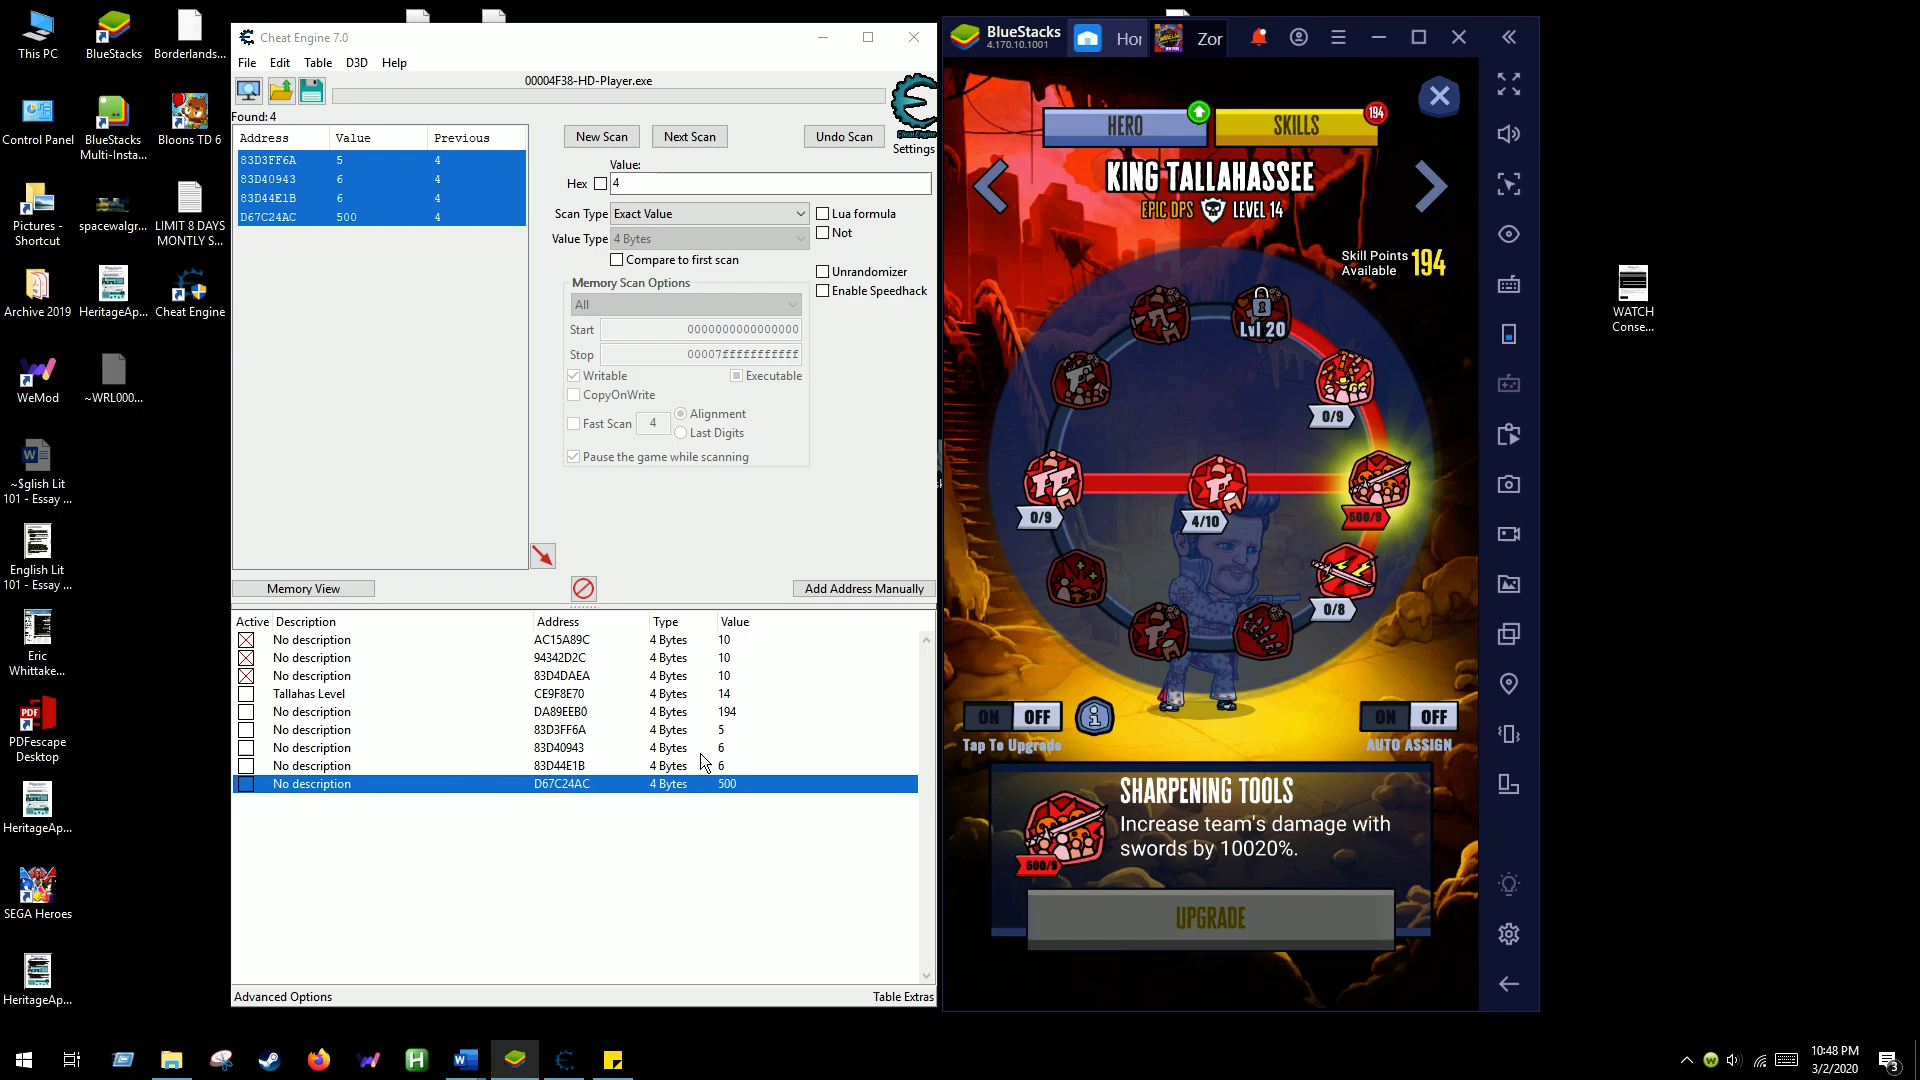 This PC
BlueStacks
Borderlands...
Control Panel
BlueStacks
Multi-Insta...
Bloons TD 6
Pictures -
Shortcut
spacewalgr...
LIMIT 8 DAYS
MONTLY S...
Archive 2019
HeritageAp...
Cheat Engine
WeMod
~WRL000...
~$glish Lit
101 - Essay ...
English Lit
101 - Essay ...
Eric
Whittake...
PDF
PDFescape
Desktop
HeritageAp...
SEGA Heroes
HeritageAp...
Cheat Engine 7.0
File Edit Table D3D Help
00004F38-HD-Player.exe
Found: 4
Address Value Previous
83D3FF6A 5 4
83D40943 6 4
83D44E1B 6 4
D67C24AC 500 4
New Scan Next Scan Undo Scan
Cheat Engine
Settings
Value:
Hex 4
Scan Type Exact Value
Lua formula
Value Type 4 Bytes
Not
Compare to first scan
Unrandomizer
Memory Scan Options
Enable Speedhack
All
Start 0000000000000000
Stop 00007fffffffffff
Writable Executable
CopyOnWrite
Fast Scan 4 Alignment
Last Digits
Pause the game while scanning
Memory View Add Address Manually
Active Description Address Type Value
No description AC15A89C 4 Bytes 10
No description 94342D2C 4 Bytes 10
No description 83D4DAEA 4 Bytes 10
Tallahas Level CE9F8E70 4 Bytes 14
No description DA89EEB0 4 Bytes 194
No description 83D3FF6A 4 Bytes 5
No description 83D40943 4 Bytes 6
No description 83D44E1B 4 Bytes 6
No description D67C24AC 4 Bytes 500
Advanced Options Table Extras
BlueStacks
4.170.10.1001
Hor
Zor
HERO SKILLS 194
KING TALLAHASSEE
EPIC DPS LEVEL 14
Skill Points
Available 194
Lvl 20
0/9
0/9
4/10
500/9
0/8
ON OFF
Tap To Upgrade
ON OFF
AUTO ASSIGN
SHARPENING TOOLS
Increase team's damage with
swords by 10020%.
500/9
UPGRADE
WATCH
Conse...
10:48 PM
3/2/2020
3